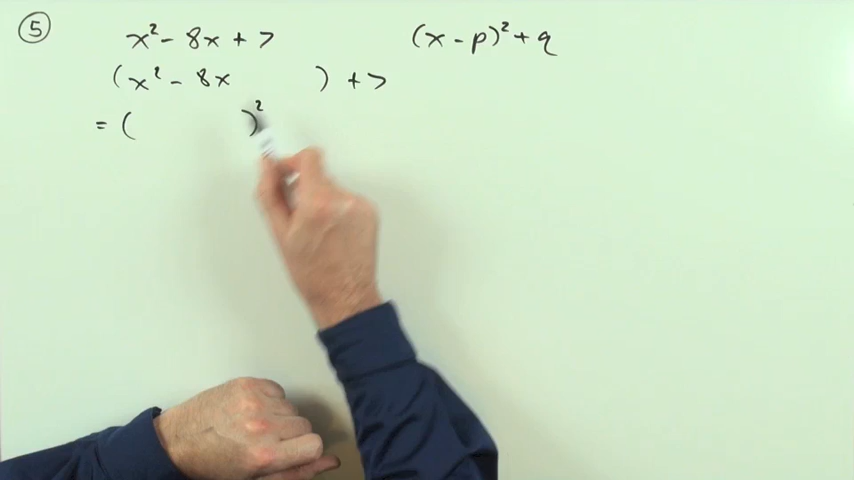 ⑤ x² - 8x + 7 (x - p)² + q
(x² - 8x ) + 7
= ( )²